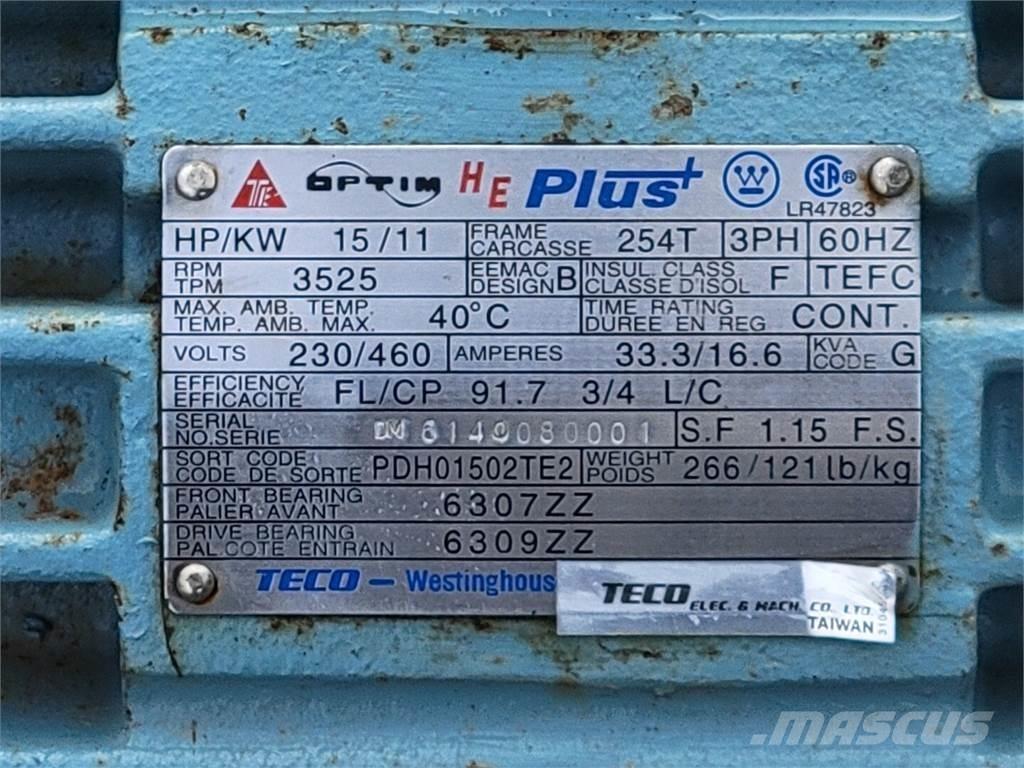 TE OPTIM HE Plus+ W SA ®
LR47823
HP/KW 15/11 FRAME CARCASSE 254T 3PH 60HZ
RPM TPM 3525 EEMAC DESIGN B INSUL. CLASS CLASSE D'ISOL F TEFC
MAX. AMB. TEMP. TEMP. AMB. MAX. 40°C TIME RATING DUREE EN REG CONT.
VOLTS 230/460 AMPERES 33.3/16.6 KVA CODE G
EFFICIENCY EFFICACITE FL/CP 91.7 3/4 L/C
SERIAL NO.SERIE S.F 1.15 F.S.
SORT CODE CODE DE SORTE PDH01502TE2 WEIGHT POIDS 266/121 lb/kg
FRONT BEARING PALIER AVANT 6307ZZ
DRIVE BEARING PAL.COTE ENTRAIN 6309ZZ
TECO – Westinghous
TECO ELEC. & MACH. CO., LTD.
TAIWAN
MASCUS